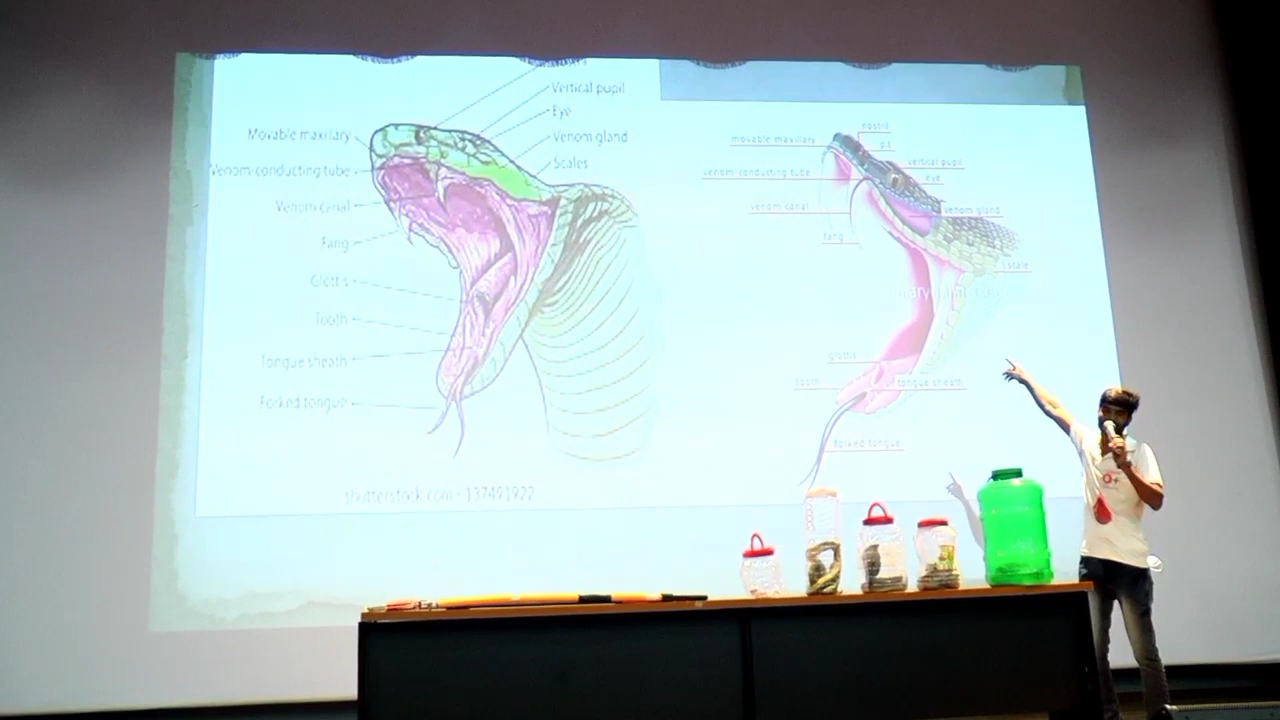 Vertical pupil
Eye
Movable maxillary
Venom gland
Scales
Venom-conducting tube
Venom canal
Fang
Glottis
Tooth
Tongue sheath
Forked tongue
shutterstock.com · 137491922
nostril
movable maxillary
pit
vertical pupil
venom-conducting tube
eye
venom canal
venom gland
fang
scale
glottis
tooth
tongue sheath
forked tongue
O+